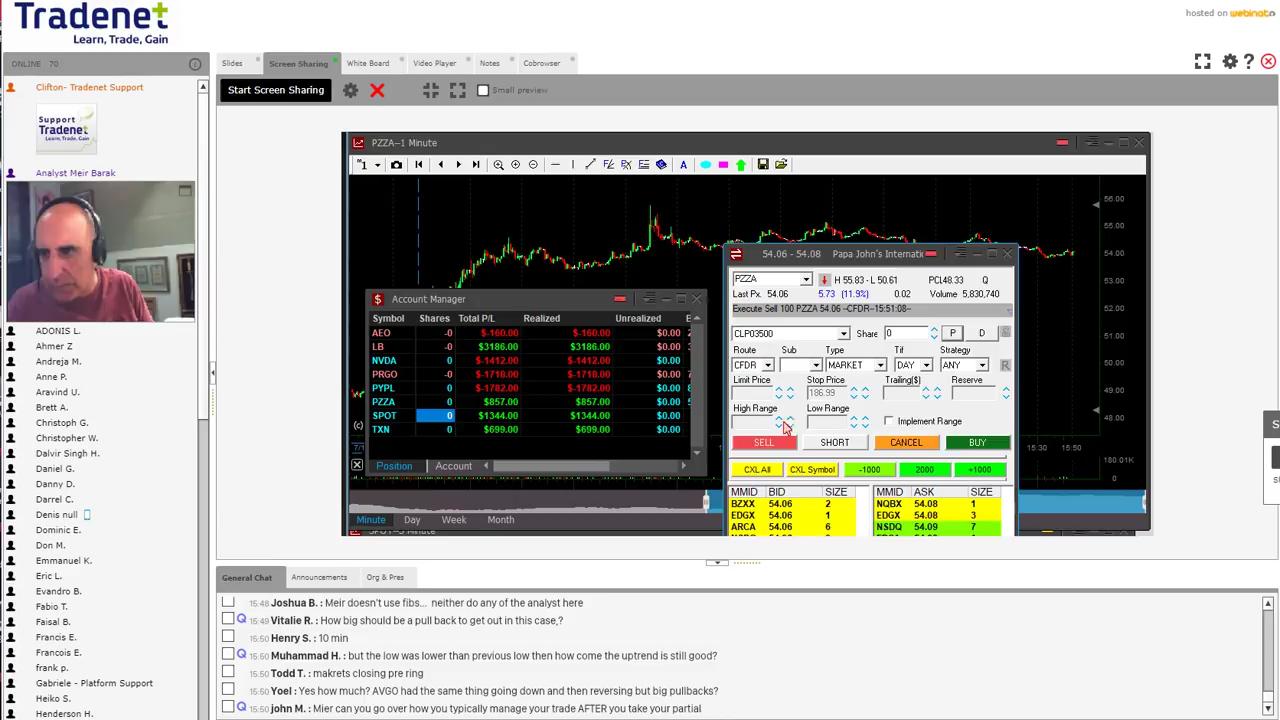 Tradenet
Learn, Trade, Gain
hosted on webinato
ONLINE 70
Clifton- Tradenet Support
Support
Tradenet
Learn, Trade, Gain
Analyst Meir Barak
ADONIS L.
Ahmer Z
Andreja M.
Anne P.
Aravind U.
Brett A.
Christoph G.
Christopher W.
Dalvir Singh H.
Danny D.
Darrel C.
Denis null
Dominic E.
Don M.
Emmanuel K.
Eric L.
Evandro B.
Fabio T.
Faisal B.
Francis E.
Francois E.
frank p.
Gabriele - Platform Support
Heiko S.
Henderson H.
Slides
Screen Sharing
White Board
Video Player
Notes
Cobrowser
Start Screen Sharing
Small preview
PZZA--1 Minute
56.00
55.00
54.00
53.00
52.00
51.00
50.00
49.00
48.00
15:30
16:00
180.01K
Account Manager
Symbol Shares Total P/L Realized Unrealized
AEO -0 $-160.00 $-160.00 $0.00
LB -0 $3186.00 $3186.00 $0.00
NVDA 0 $-1412.00 $-1412.00 $0.00
PRGO -0 $-1718.00 $-1718.00 $0.00
PYPL 0 $-1782.00 $-1782.00 $0.00
PZZA 0 $857.00 $857.00 $0.00
SPOT 0 $1344.00 $1344.00 $0.00
TXN 0 $699.00 $699.00 $0.00
Position Account
(c)
Minute Day Week Month
54.06 - 54.08 Papa John's Internatic
PZZA H 55.83 - L 50.61 PCL48.33 Q
Last Px. 54.06 5.73 (11.9%) 0.02 Volume 5,830,740
Execute Sell 100 PZZA 54.06 --CFDR--15:51:08--
CLP03500 Share 0 P D
Route Sub Type Tif Strategy
CFDR MARKET DAY ANY R
Limit Price Stop Price Trailing($) Reserve
186.99
High Range Low Range Implement Range
SELL SHORT CANCEL BUY
CXL All CXL Symbol -1000 2000 +1000
MMID BID SIZE MMID ASK SIZE
BZXX 54.06 2 NQBX 54.08 1
EDGX 54.06 1 EDGX 54.08 3
ARCA 54.06 6 NSDQ 54.09 7
General Chat
Announcements
Org & Pres
15:48 Joshua B. : Meir doesn't use fibs... neither do any of the analyst here
15:50 Vitalie R. : How big should be a pull back to get out in this case,?
15:50 Henry S. : 10 min
15:50 Muhammad H. : but the low was lower than previous low then how come the uptrend is still good?
15:50 Todd T. : makrets closing pre ring
15:50 Yoel : Yes how much? AVGO had the same thing going down and then reversing but big pullbacks?
15:50 john M. : Mier can you go over how you typically manage your trade AFTER you take your partial